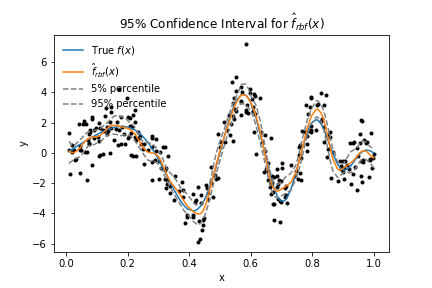 95% Confidence Interval for f̂_rbf(x)
True f(x)
f̂_rbf(x)
5% percentile
95% percentile
y
6
4
2
0
−2
−4
−6
0.0 0.2 0.4 0.6 0.8 1.0
x